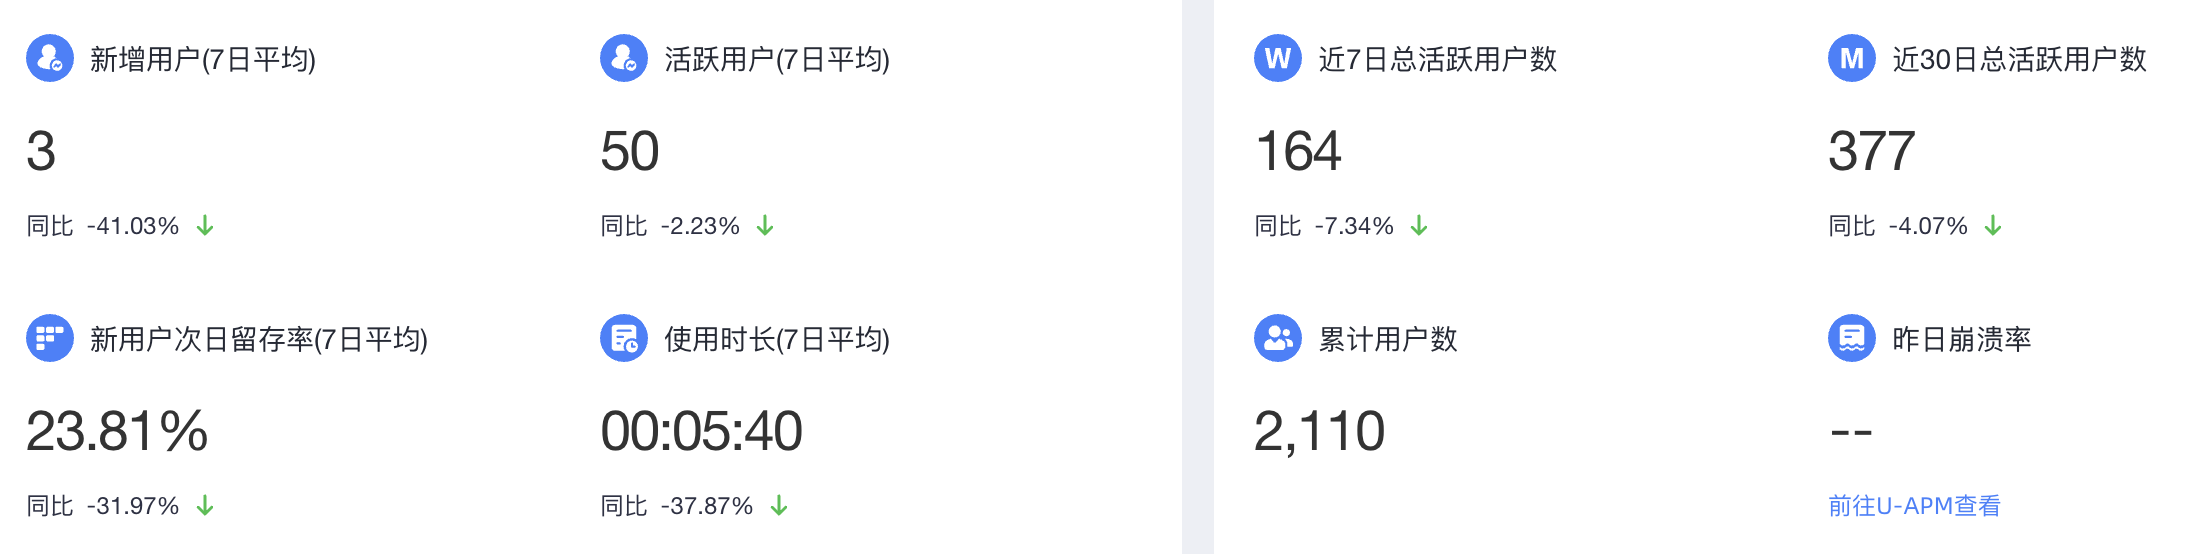 新增用户(7日平均)
3
同比 -41.03%
活跃用户(7日平均)
50
同比 -2.23%
新用户次日留存率(7日平均)
23.81%
同比 -31.97%
使用时长(7日平均)
00:05:40
同比 -37.87%
W 近7日总活跃用户数
164
同比 -7.34%
M 近30日总活跃用户数
377
同比 -4.07%
累计用户数
2,110
昨日崩溃率
--
前往U-APM查看